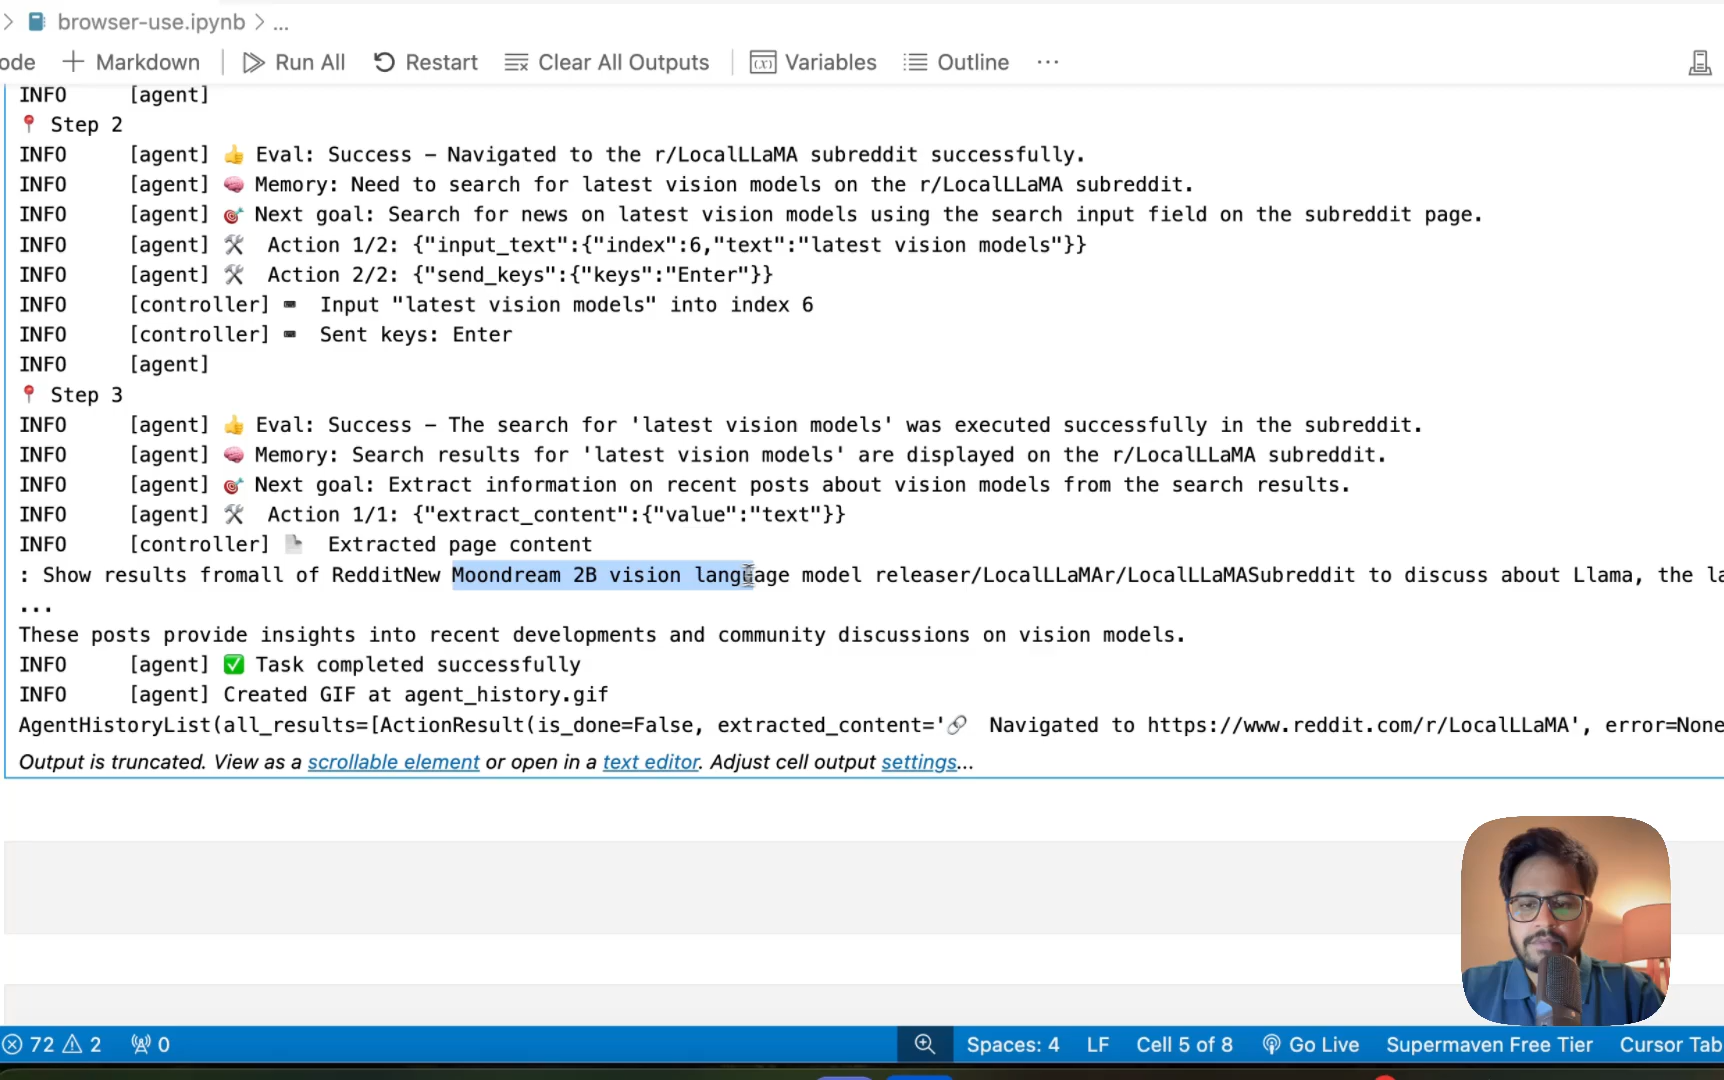 browser-use.ipynb > ...
ode + Markdown Run All Restart Clear All Outputs Variables Outline ...
INFO [agent]
📍 Step 2
INFO [agent] 👍 Eval: Success – Navigated to the r/LocalLLaMA subreddit successfully.
INFO [agent] 🧠 Memory: Need to search for latest vision models on the r/LocalLLaMA subreddit.
INFO [agent] 🎯 Next goal: Search for news on latest vision models using the search input field on the subreddit page.
INFO [agent] 🛠 Action 1/2: {"input_text":{"index":6,"text":"latest vision models"}}
INFO [agent] 🛠 Action 2/2: {"send_keys":{"keys":"Enter"}}
INFO [controller] ⌨ Input "latest vision models" into index 6
INFO [controller] ⌨ Sent keys: Enter
INFO [agent]
📍 Step 3
INFO [agent] 👍 Eval: Success – The search for 'latest vision models' was executed successfully in the subreddit.
INFO [agent] 🧠 Memory: Search results for 'latest vision models' are displayed on the r/LocalLLaMA subreddit.
INFO [agent] 🎯 Next goal: Extract information on recent posts about vision models from the search results.
INFO [agent] 🛠 Action 1/1: {"extract_content":{"value":"text"}}
INFO [controller] 📄 Extracted page content
: Show results fromall of RedditNew Moondream 2B vision language model releaser/LocalLLaMAr/LocalLLaMASubreddit to discuss about Llama, the la
...
These posts provide insights into recent developments and community discussions on vision models.
INFO [agent] ✅ Task completed successfully
INFO [agent] Created GIF at agent_history.gif
AgentHistoryList(all_results=[ActionResult(is_done=False, extracted_content='🔗 Navigated to https://www.reddit.com/r/LocalLLaMA', error=None
Output is truncated. View as a scrollable element or open in a text editor. Adjust cell output settings...
72 2 0 Spaces: 4 LF Cell 5 of 8 Go Live Supermaven Free Tier Cursor Tab